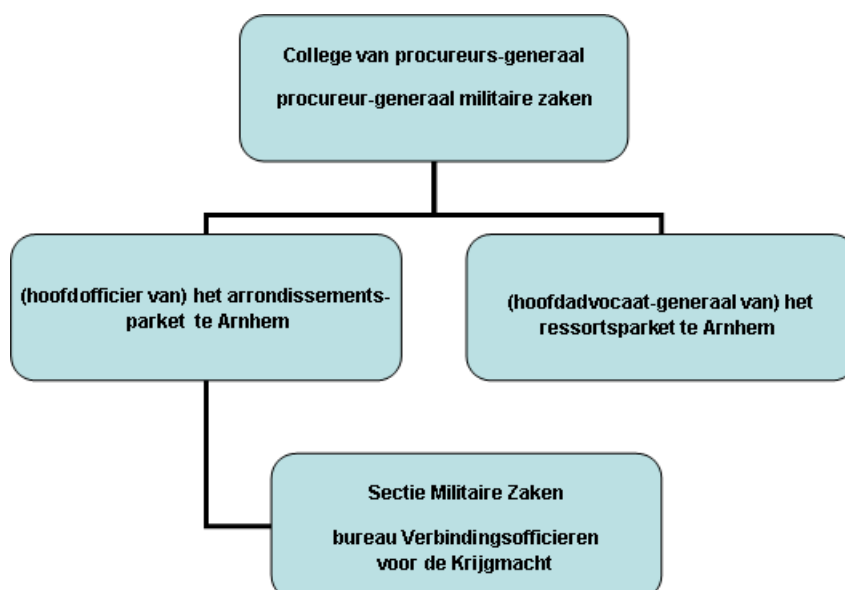 College van procureurs-generaal
procureur-generaal militaire zaken
(hoofdofficier van) het arrondissements-
parket te Arnhem
(hoofdadvocaat-generaal van) het
ressortsparket te Arnhem
Sectie Militaire Zaken
bureau Verbindingsofficieren
voor de Krijgmacht